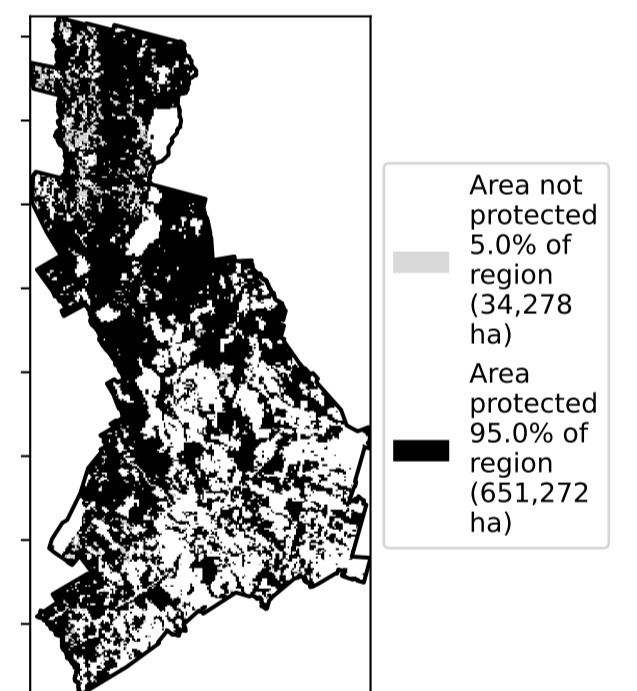 Area not
protected
5.0% of
region
(34,278
ha)
Area
protected
95.0% of
region
(651,272
ha)